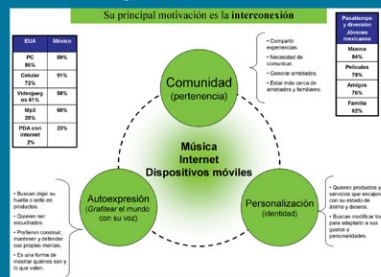 Su principal motivación es la interconexión
EUA México
PC
86% 99%
Celular
72% 91%
Videojueg
os 61% 59%
Mp3
28% 60%
PDA con
internet
2% 23%
• Compartir
experiencias.
• Necesidad de
comunicar.
• Generar amistades.
• Estar más cerca de
amistades y familiares.
Pasatiempo
y diversión
Jóvenes
mexicanos
Música
84%
Películas
79%
Amigos
76%
Familia
62%
Comunidad
(pertenencia)
Música
Internet
Dispositivos móviles
• Buscan dejar su
huella o sello en
productos.
• Quieren ser
escuchados.
• Prefieren construir,
mantener y defender
sus propias marcas.
• Es una forma de
mostrar quiénes son y
lo que valen.
Autoexpresión
(Grafitear el mundo
con su voz)
Personalización
(identidad)
• Quieren productos y
servicios que encajen
con su estado de
ánimo y deseos.
• Buscan modificar todo
para adaptarlo a sus
gustos y
personalidades.